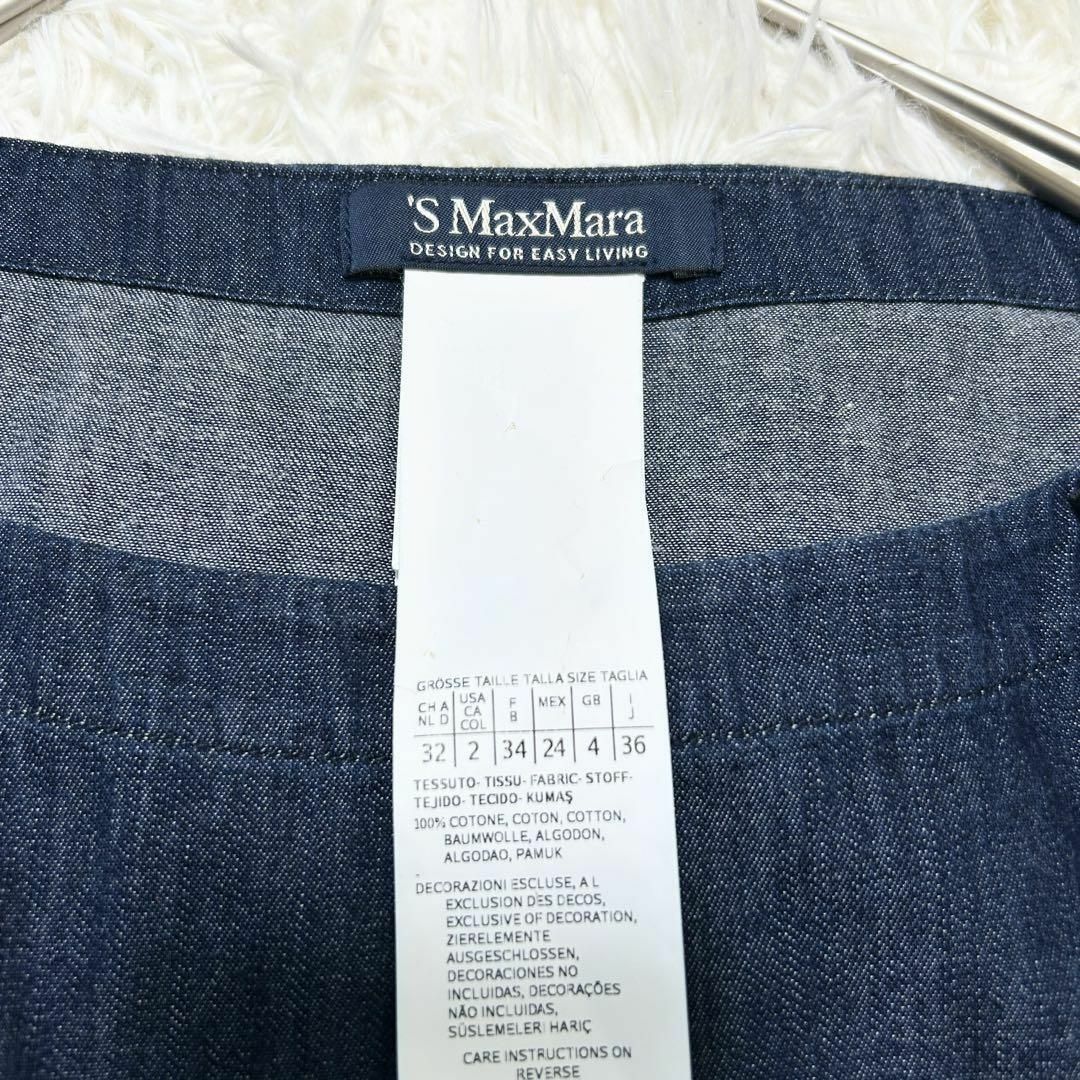 'S MaxMara
DESIGN FOR EASY LIVING
GRÖSSE TAILLE TALLA SIZE TAGLIA
CH A NL D USA CA COL F B MEX GB I J
32 2 34 24 4 36
TESSUTO- TISSU- FABRIC- STOFF-
TEJIDO- TECIDO- KUMAŞ
100% COTONE, COTON, COTTON,
BAUMWOLLE, ALGODON,
ALGODAO, PAMUK
DECORAZIONI ESCLUSE, A L
EXCLUSION DES DECOS,
EXCLUSIVE OF DECORATION,
ZIERELEMENTE
AUSGESCHLOSSEN,
DECORACIONES NO
INCLUIDAS, DECORAÇÕES
NÃO INCLUIDAS,
SÜSLEMELERI HARIÇ
CARE INSTRUCTIONS ON
REVERSE